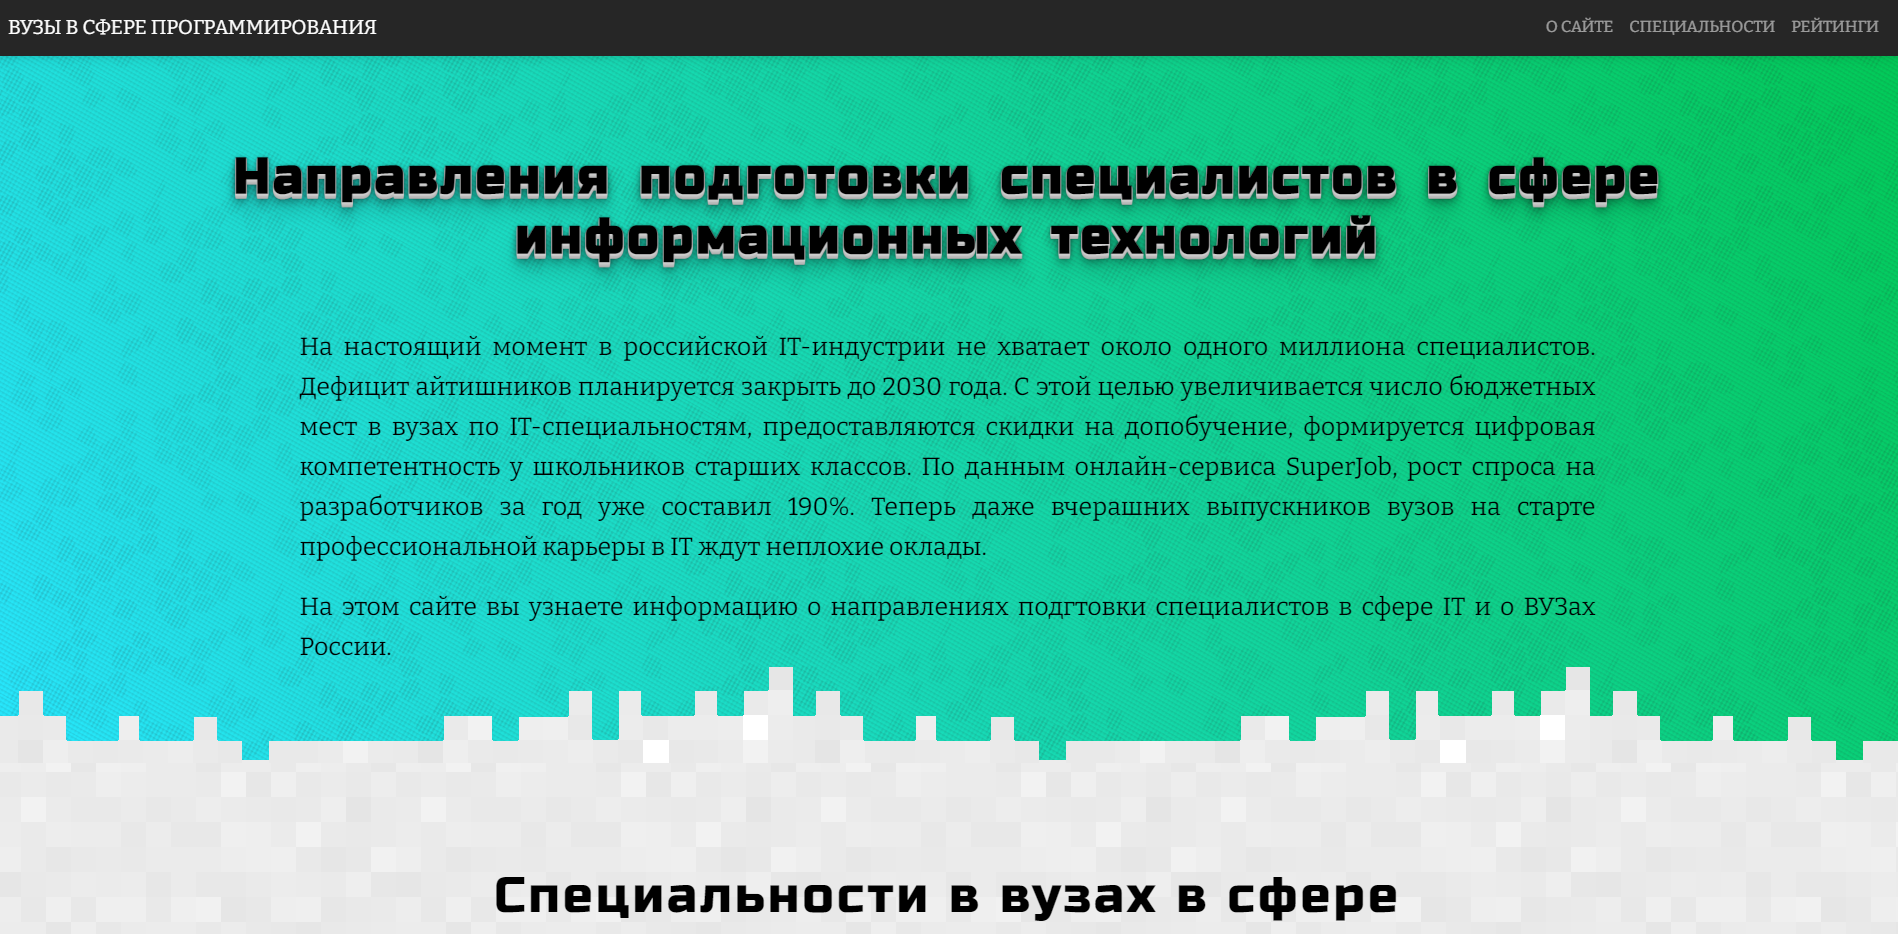 ВУЗЫ В СФЕРЕ ПРОГРАММИРОВАНИЯ
О САЙТЕ СПЕЦИАЛЬНОСТИ РЕЙТИНГИ
Направления подготовки специалистов в сфере
информационных технологий
На настоящий момент в российской IT-индустрии не хватает около одного миллиона специалистов.
Дефицит айтишников планируется закрыть до 2030 года. С этой целью увеличивается число бюджетных
мест в вузах по IT-специальностям, предоставляются скидки на допобучение, формируется цифровая
компетентность у школьников старших классов. По данным онлайн-сервиса SuperJob, рост спроса на
разработчиков за год уже составил 190%. Теперь даже вчерашних выпускников вузов на старте
профессиональной карьеры в IT ждут неплохие оклады.
На этом сайте вы узнаете информацию о направлениях подгтовки специалистов в сфере IT и о ВУЗах
России.
Специальности в вузах в сфере